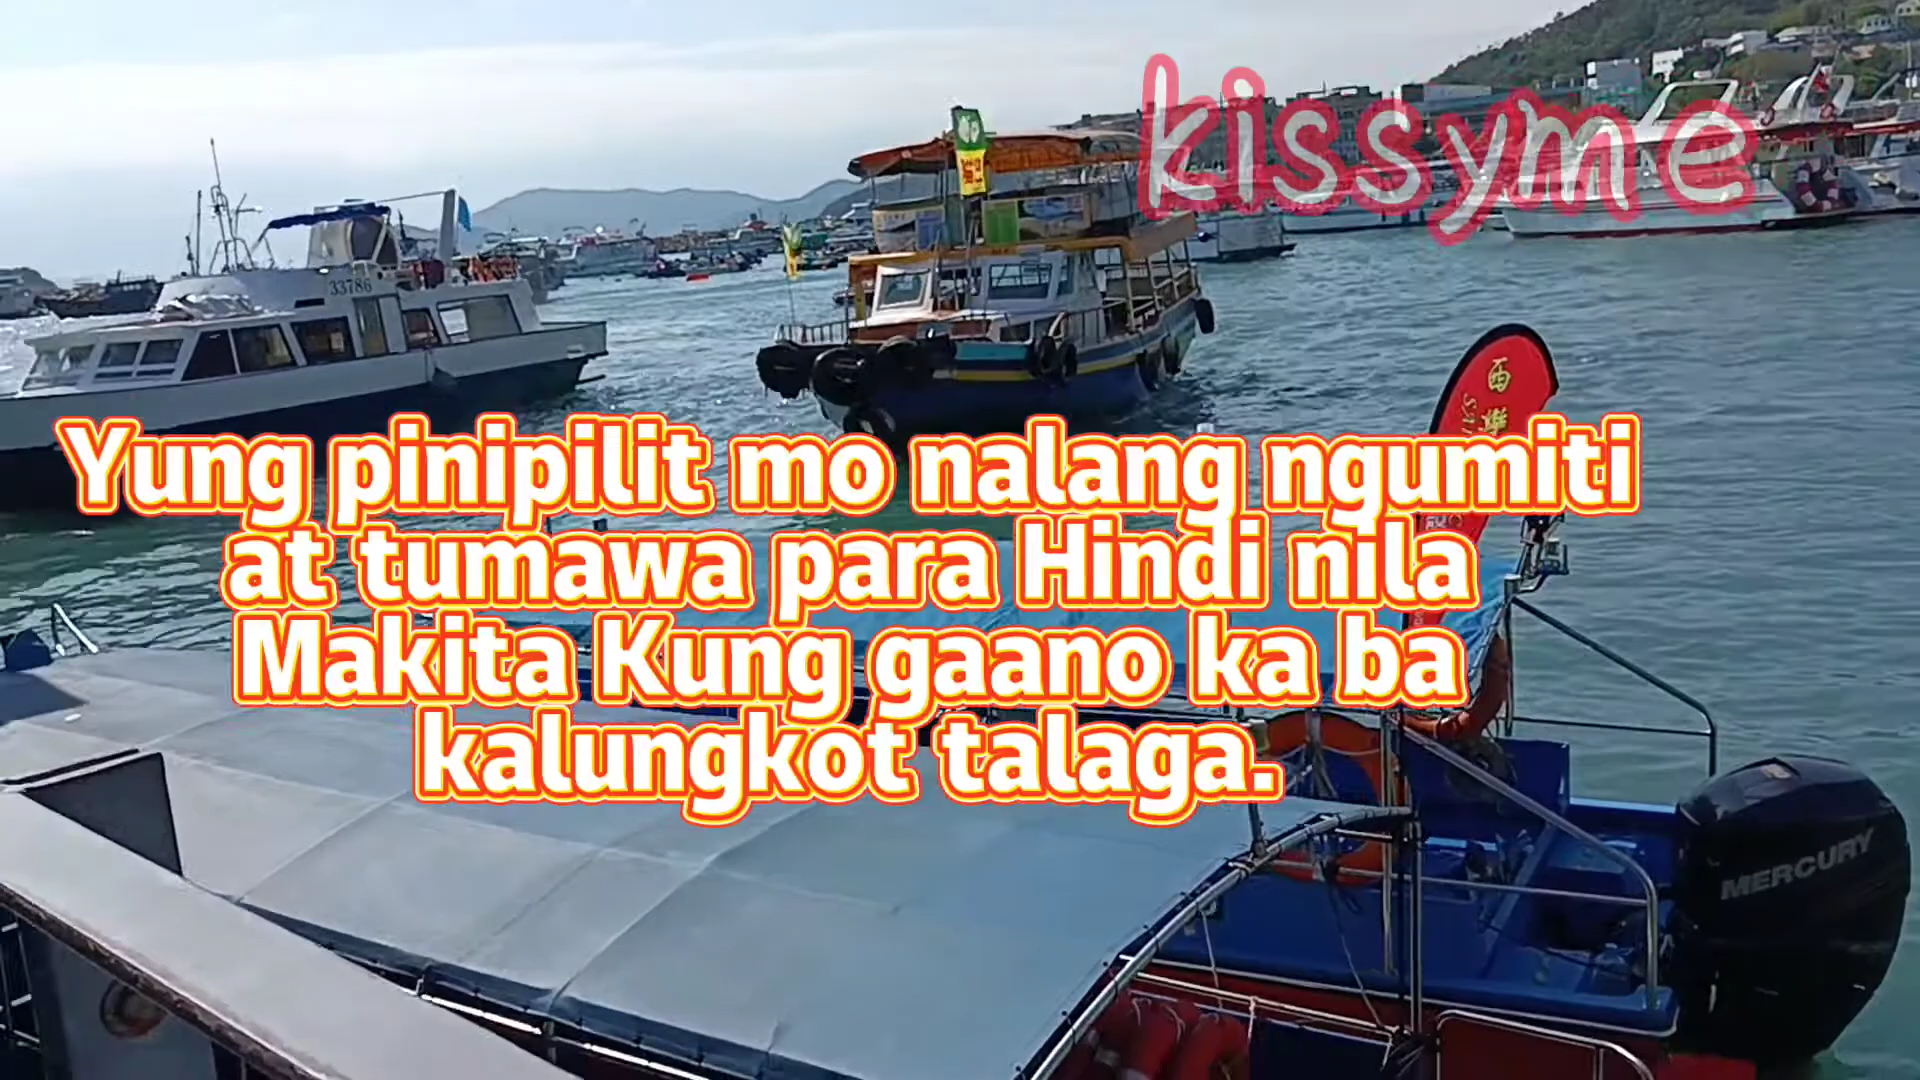 kissyme
33786
西
Yung pinipilit mo nalang ngumiti
at tumawa para Hindi nila
Makita Kung gaano ka ba
kalungkot talaga.
MERCURY